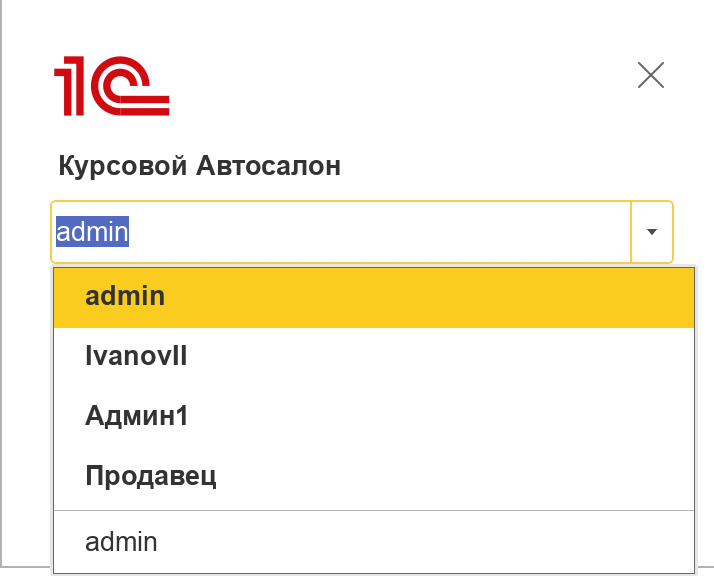 1С
Курсовой Автосалон
admin
admin
IvanovII
Админ1
Продавец
admin